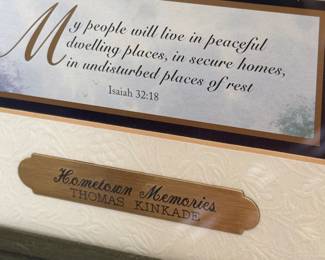 My people will live in peaceful
dwelling places, in secure homes,
in undisturbed places of rest
Isaiah 32:18
Hometown Memories
THOMAS KINKADE